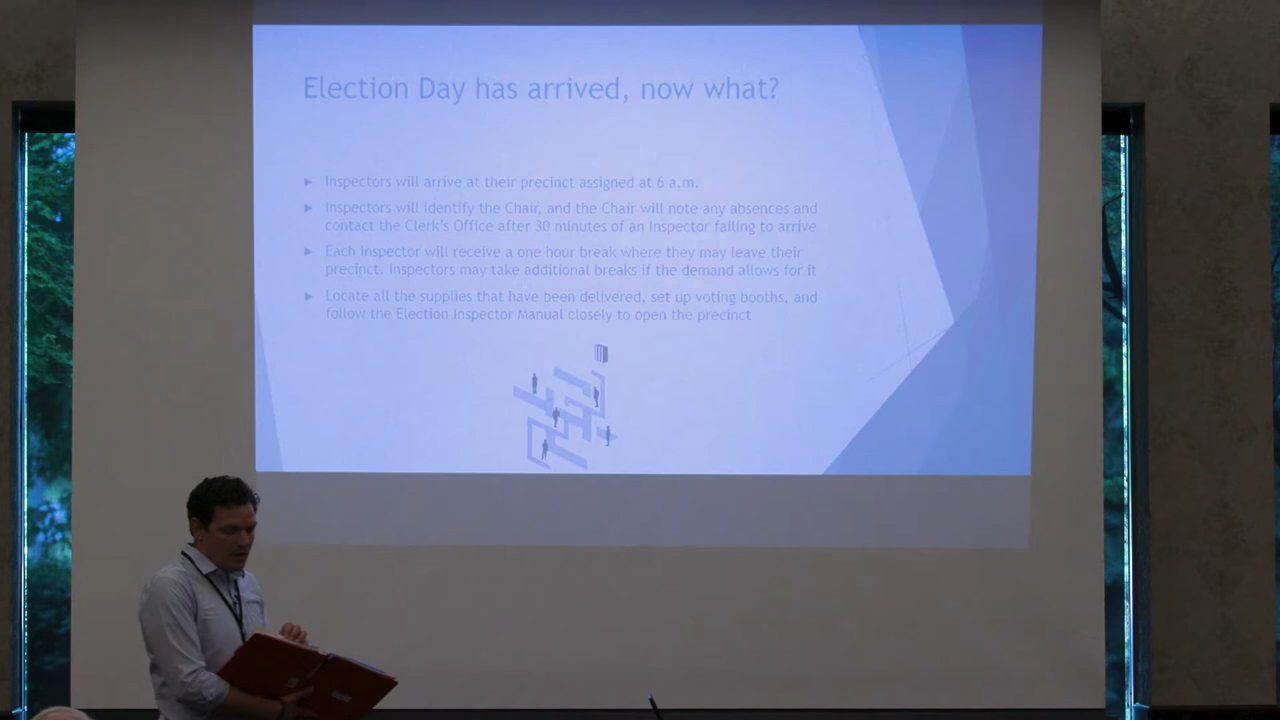 Election Day has arrived, now what?
Inspectors will arrive at their precinct assigned at 6 a.m.
Inspectors will identify the Chair, and the Chair will note any absences and
contact the Clerk's Office after 30 minutes of an Inspector failing to arrive
Each Inspector will receive a one hour break where they may leave their
precinct. Inspectors may take additional breaks if the demand allows for it
Locate all the supplies that have been delivered, set up voting booths, and
follow the Election Inspector Manual closely to open the precinct